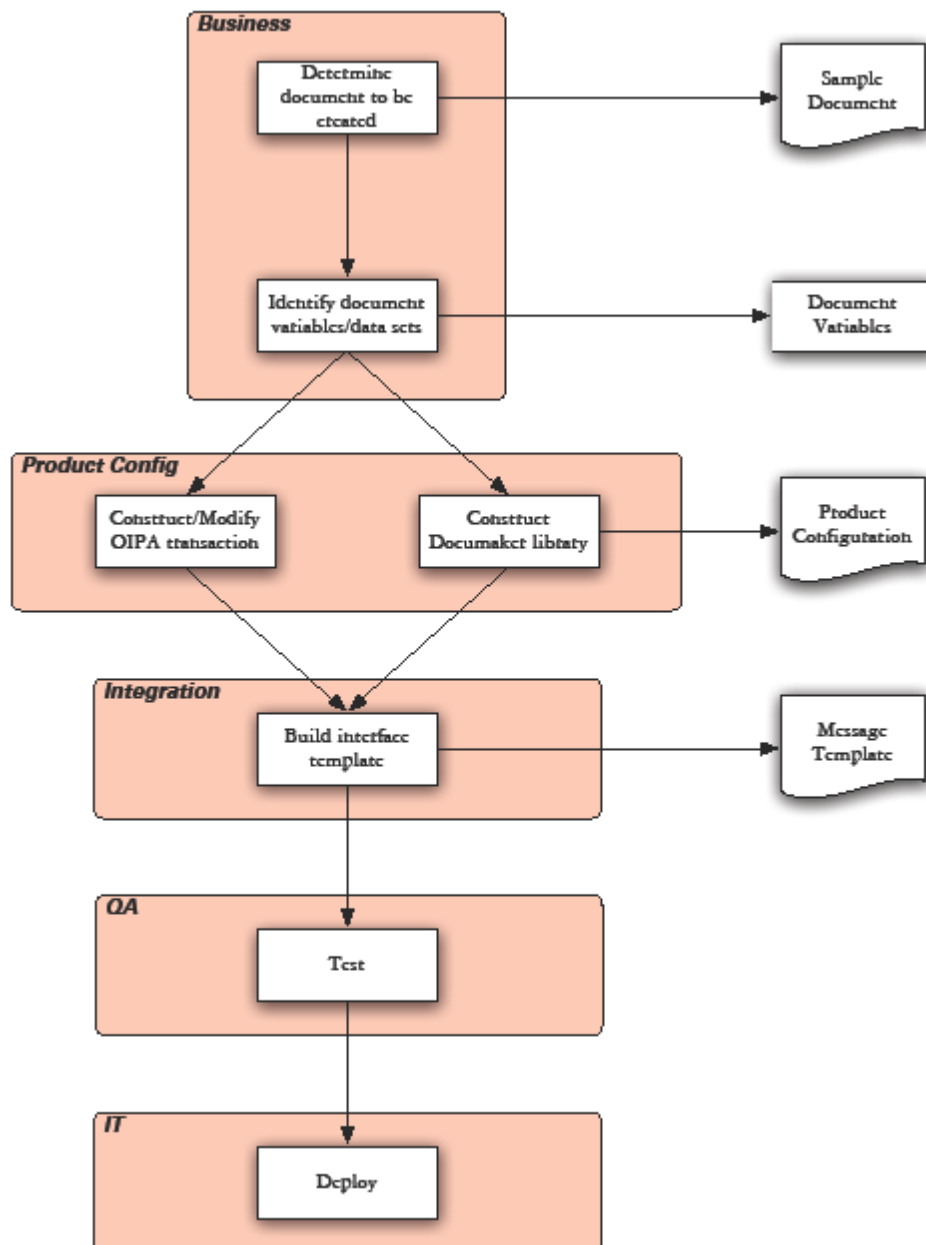 Business
Determine
document to be
created
Sample
Document
Identify document
variables/data sets
Document
Variables
Product Config
Construct/Modify
OIPA transaction
Construct
Documaker library
Product
Configuration
Integration
Build interface
template
Message
Template
QA
Test
IT
Deploy